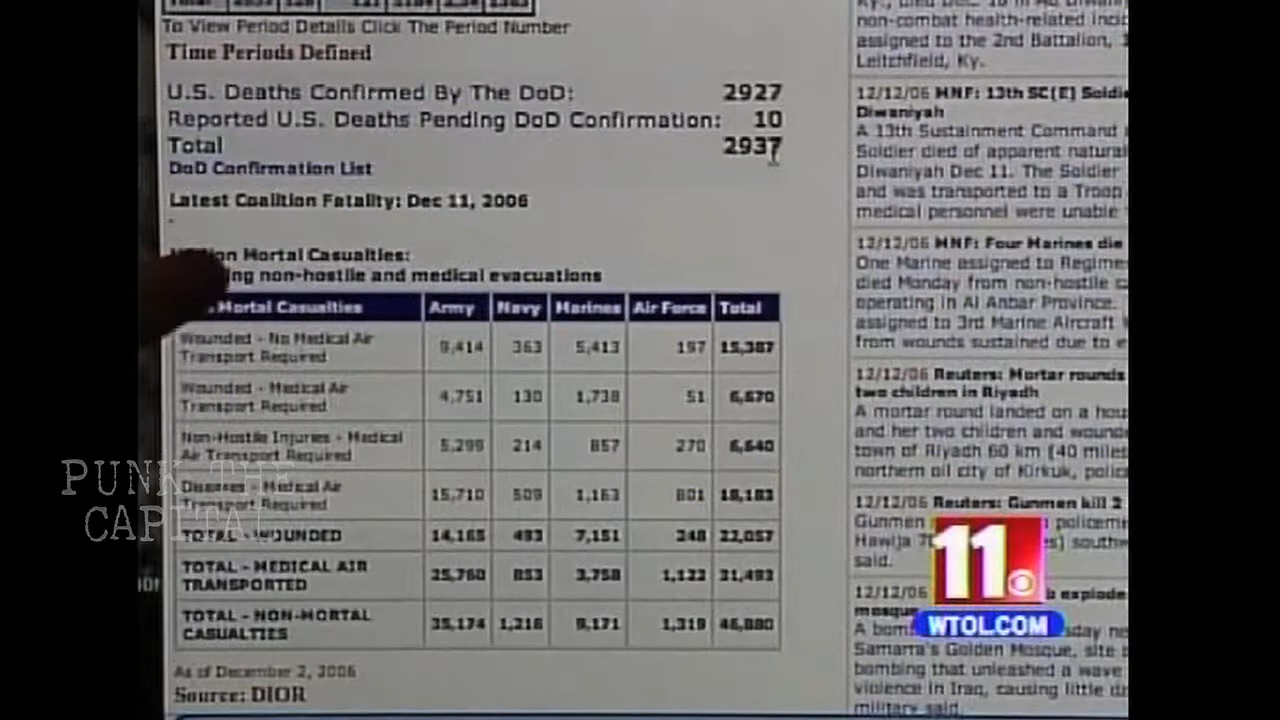 To View Period Details Click The Period Number
Time Periods Defined
U.S. Deaths Confirmed By The DoD: 2927
Reported U.S. Deaths Pending DoD Confirmation: 10
Total 2937
DoD Confirmation List
Latest Coalition Fatality: Dec 11, 2006
Mortal Casualties:
non-hostile and medical evacuations
Mortal Casualties Army Navy Marines Air Force Total
Wounded - No Medical Air
Transport Required 9,414 363 5,413 197 15,387
Wounded - Medical Air
Transport Required 4,751 130 1,738 51 6,670
Non-Hostile Injuries - Medical
Air Transport Required 5,299 214 857 270 6,640
Diseases - Medical Air
Transport Required 15,710 509 1,163 801 18,183
TOTAL - WOUNDED 14,165 493 7,151 248 22,057
TOTAL - MEDICAL AIR
TRANSPORTED 25,760 853 3,758 1,122 31,493
TOTAL - NON-MORTAL
CASUALTIES 35,174 1,216 9,171 1,319 46,880
As of December 2, 2006
Source: DIOR
non-combat health-related
assigned to the 2nd Battalion,
Leitchfield, Ky.
12/12/06 MNF: 13th SC(E)
Diwaniyah
A 13th Sustainment Command
Soldier died of apparent
Diwaniyah Dec 11. The Soldier
and was transported to a Troop
medical personnel were unable
12/12/06 MNF: Four Marines die
One Marine assigned to
died Monday from non-hostile
operating in Al Anbar Province.
assigned to 3rd Marine Aircraft
from wounds sustained due to
12/12/06 Reuters: Mortar rounds
two children in Riyadh
A mortar round landed on a
and her two children and
town of Riyadh 60 km (40 miles
northern oil city of Kirkuk,
12/12/06 Reuters: Gunmen kill 2
Gunmen
Hawija
said.
12/12/06
mosque
A
Samarra's Golden Mosque, site
bombing that unleashed a wave
violence in Iraq, causing little
military said.
PUNK THE
CAPITAL
11
WTOL.COM